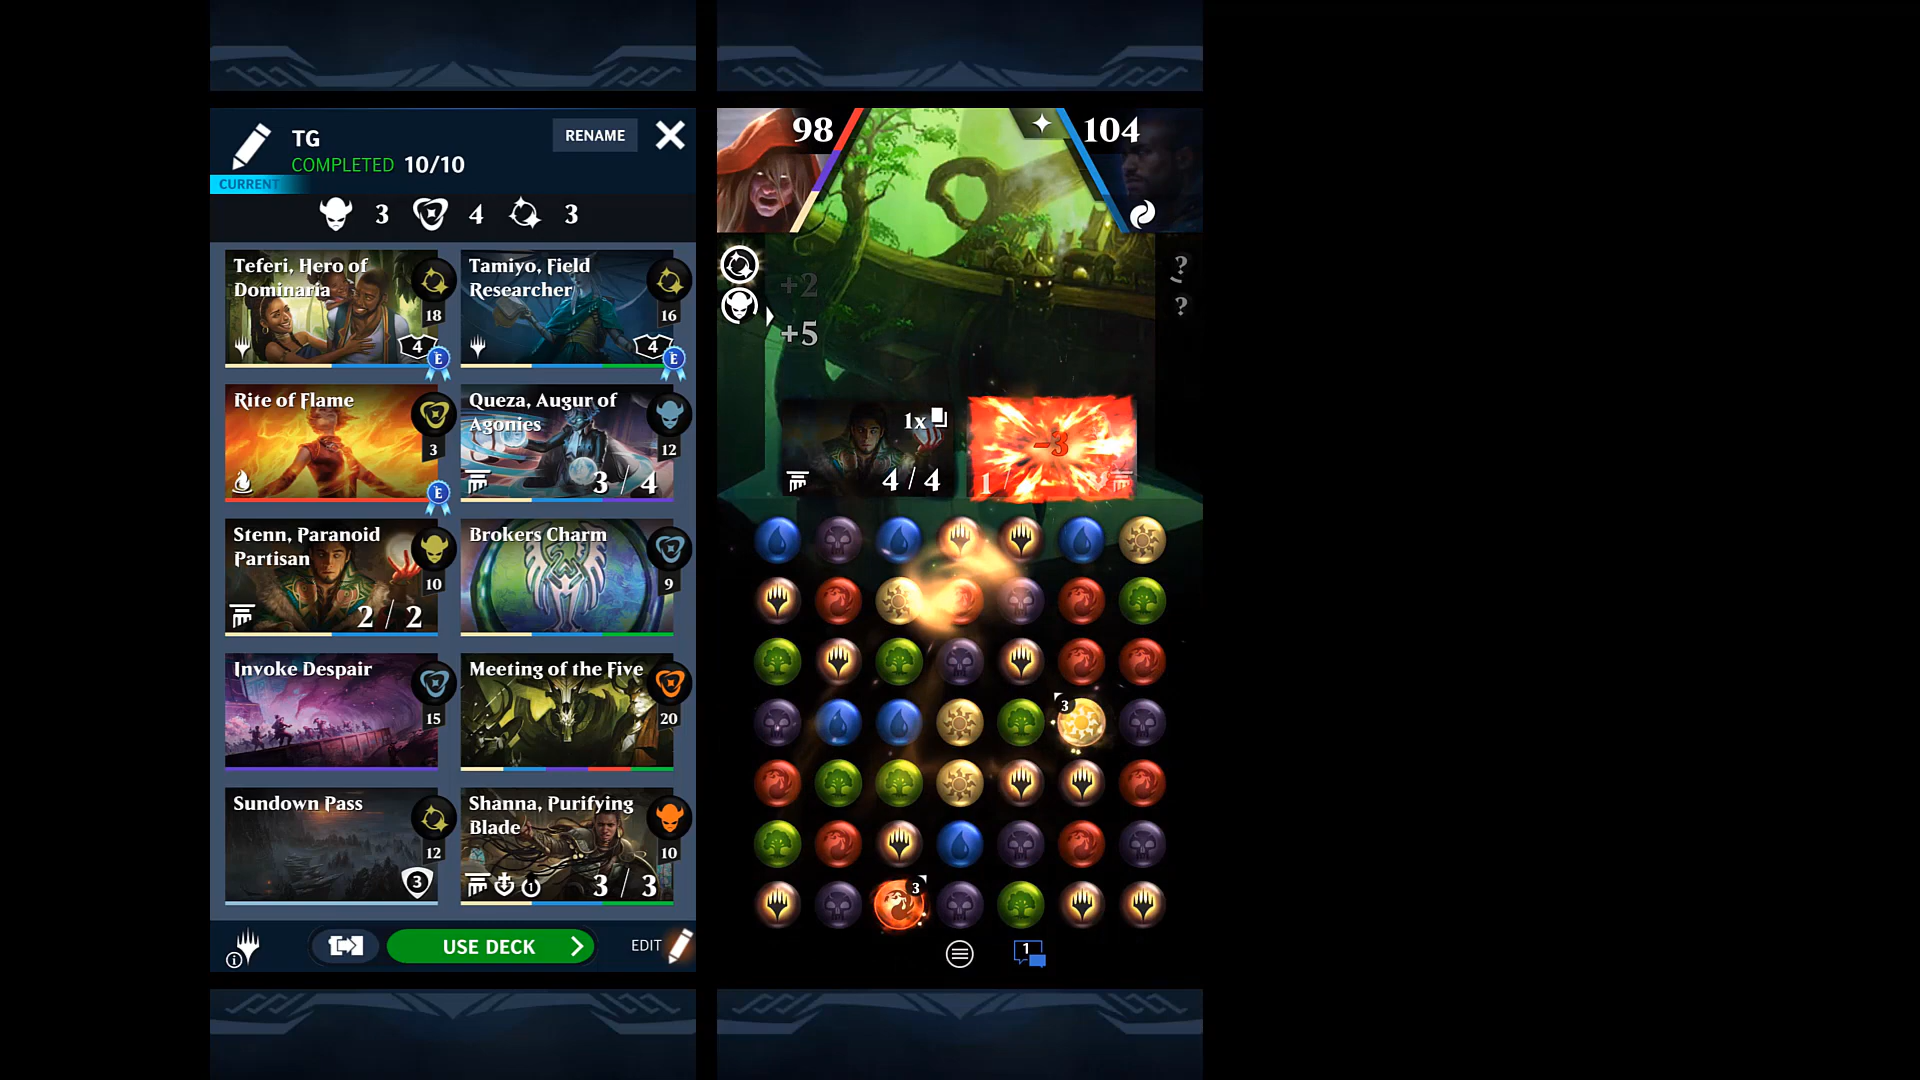 TG
RENAME
COMPLETED 10/10
CURRENT
3 4 3
Teferi, Hero of
Dominaria
18
4
E
Tamiyo, Field
Researcher
16
4
E
Rite of Flame
3
E
Queza, Augur of
Agonies
12
3 / 4
Stenn, Paranoid
Partisan
10
2 / 2
Brokers Charm
9
Invoke Despair
15
Meeting of the Five
20
Sundown Pass
12
3
Shanna, Purifying
Blade
10
1
3 / 3
USE DECK
EDIT
98
104
+2
+5
?
?
1x
4 / 4
-3
1 /
3
3
1